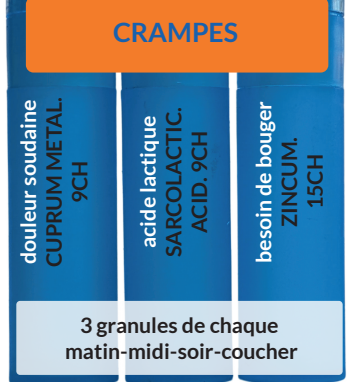 CRAMPES
douleur soudaine
CUPRUM METAL.
9CH
acide lactique
SARCOLACTIC.
ACID. 9CH
besoin de bouger
ZINCUM.
15CH
3 granules de chaque
matin-midi-soir-coucher